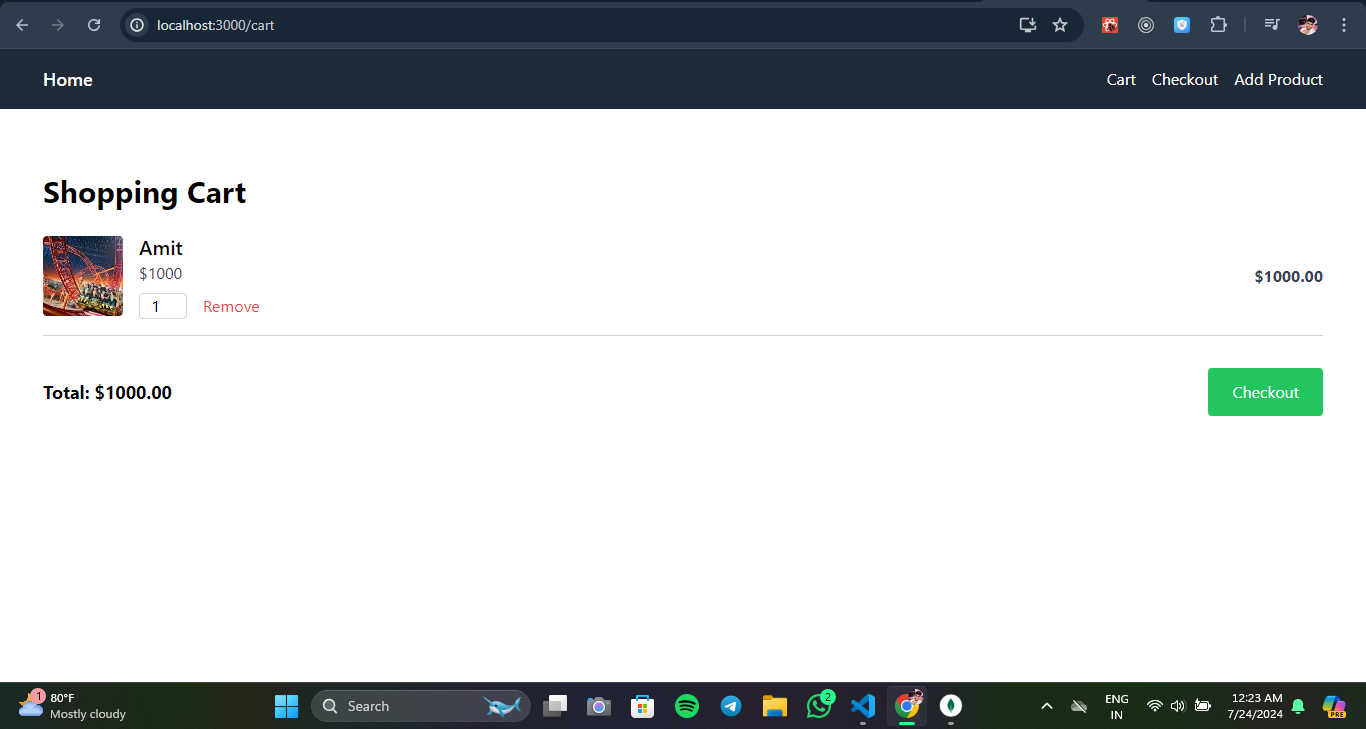 localhost:3000/cart
Home
Cart Checkout Add Product
Shopping Cart
Amit
$1000
1 Remove
$1000.00
Total: $1000.00
Checkout
1
80°F
Mostly cloudy
Search
2
ENG
IN
12:23 AM
7/24/2024
PRE